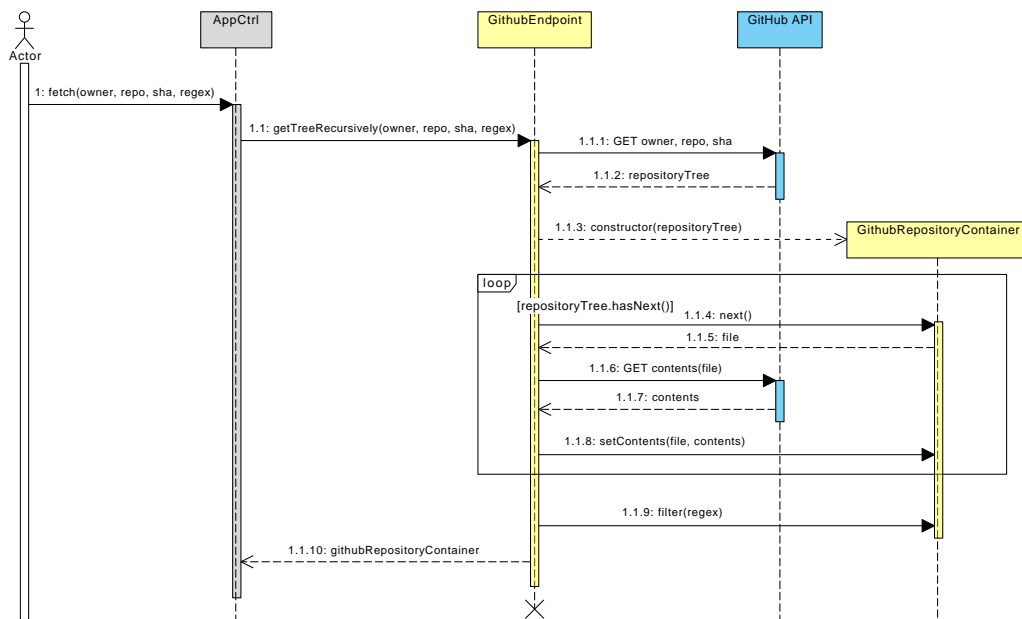 AppCtrl
GithubEndpoint
GitHub API
Actor
1: fetch(owner, repo, sha, regex)
1.1: getTreeRecursively(owner, repo, sha, regex)
1.1.1: GET owner, repo, sha
1.1.2: repositoryTree
1.1.3: constructor(repositoryTree)
GithubRepositoryContainer
loop
[repositoryTree.hasNext()]
1.1.4: next()
1.1.5: file
1.1.6: GET contents(file)
1.1.7: contents
1.1.8: setContents(file, contents)
1.1.9: filter(regex)
1.1.10: githubRepositoryContainer